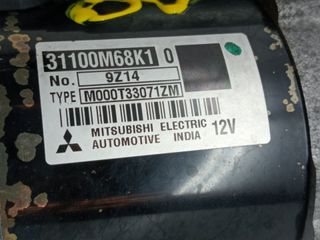 31100M68K1 0
No. 9Z14
TYPE M000T33071ZM
MITSUBISHI ELECTRIC 12V
AUTOMOTIVE INDIA